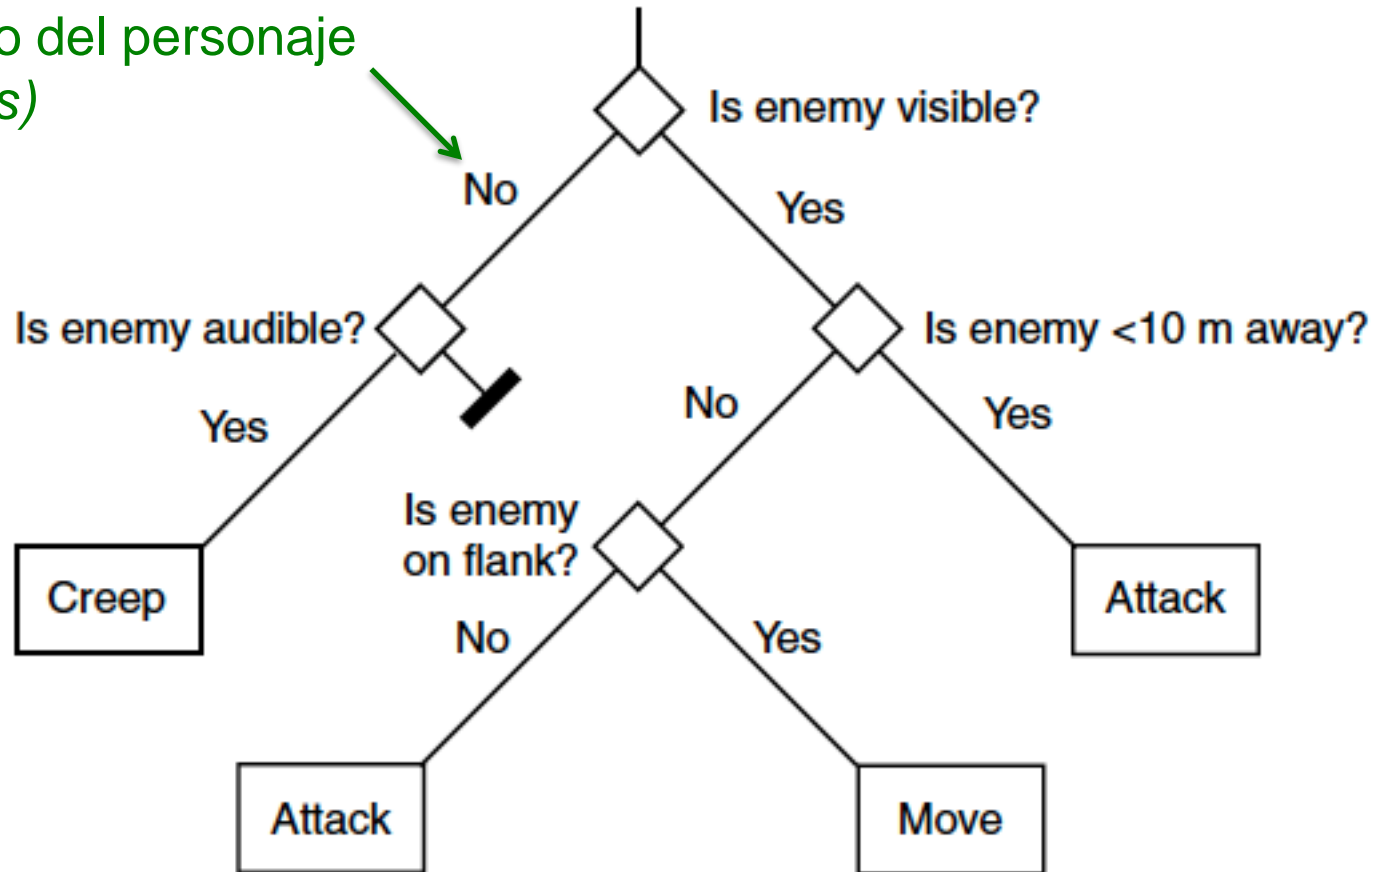 o del personaje
s)
Is enemy visible?
No
Yes
Is enemy audible?
Is enemy <10 m away?
Yes
No
Yes
Is enemy
on flank?
Creep
Attack
No
Yes
Attack
Move